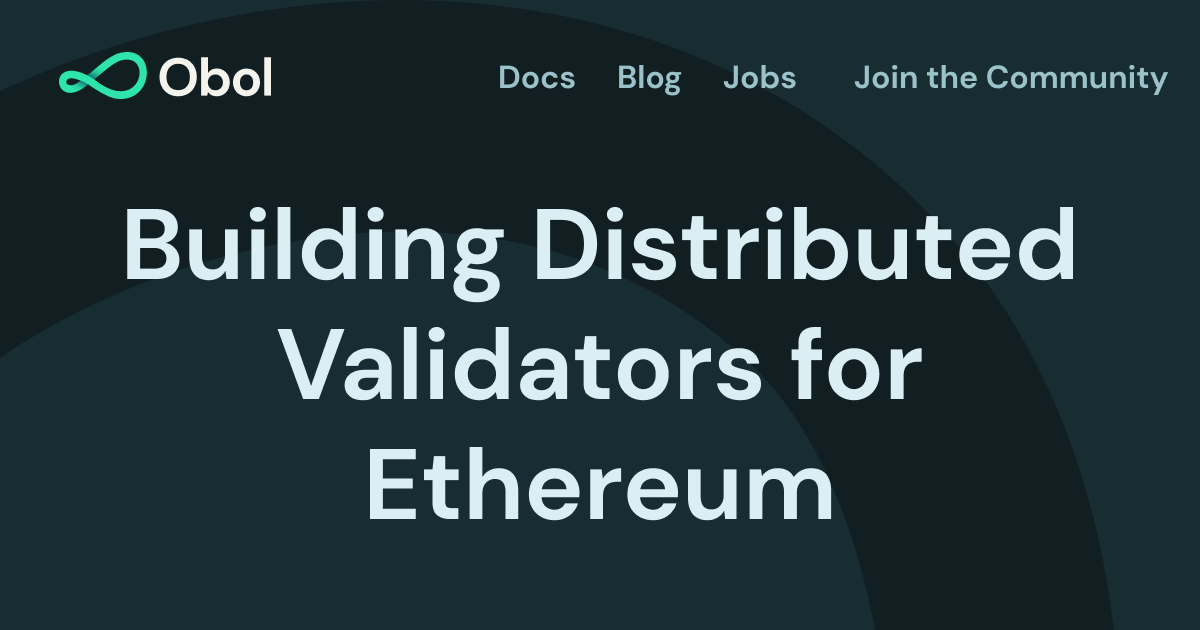 Obol Docs Blog Jobs Join the Community
Building Distributed
Validators for
Ethereum